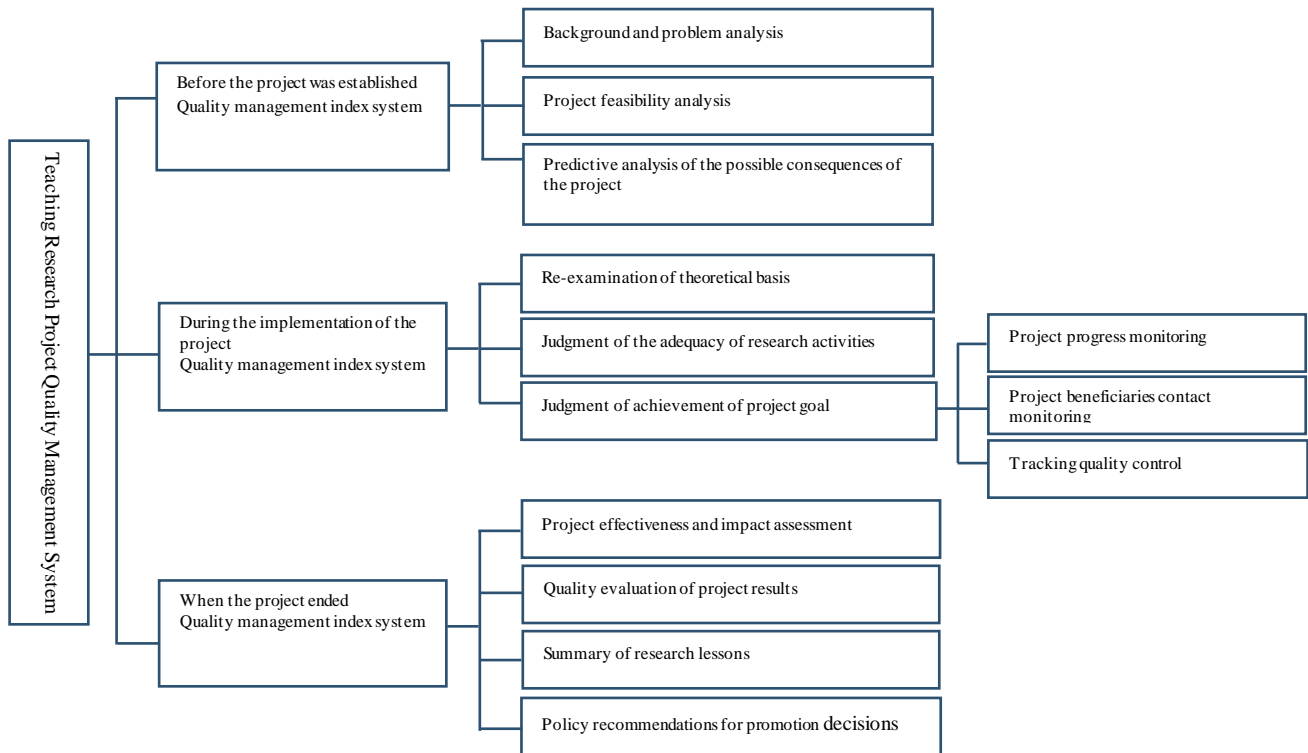 Teaching Research Project Quality Management System
Before the project was established
Quality management index system
Background and problem analysis
Project feasibility analysis
Predictive analysis of the possible consequences of
the project
During the implementation of the
project
Quality management index system
Re-examination of theoretical basis
Judgment of the adequacy of research activities
Judgment of achievement of project goal
Project progress monitoring
Project beneficiaries contact
monitoring
Tracking quality control
When the project ended
Quality management index system
Project effectiveness and impact assessment
Quality evaluation of project results
Summary of research lessons
Policy recommendations for promotion decisions